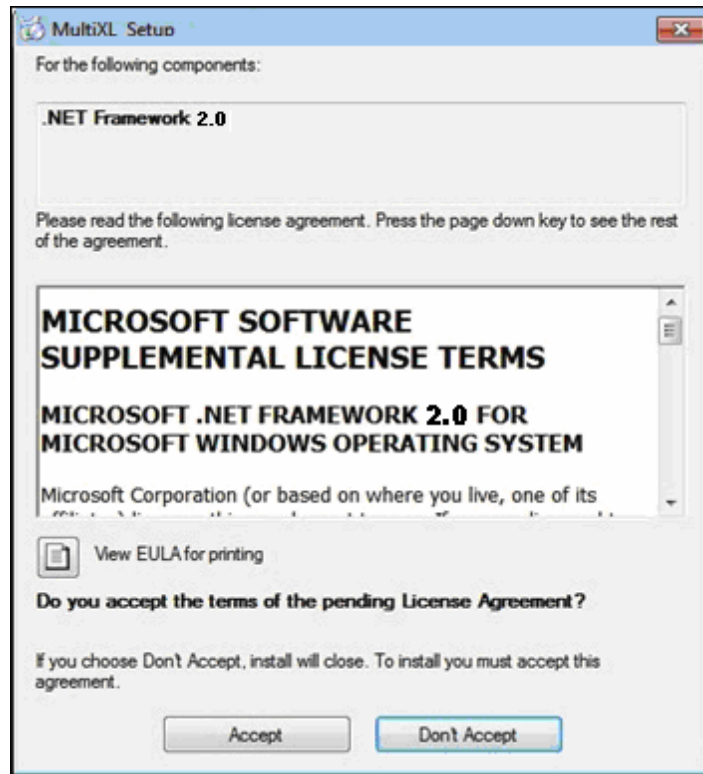 MultiXL Setup
For the following components:
.NET Framework 2.0
Please read the following license agreement. Press the page down key to see the rest
of the agreement.
MICROSOFT SOFTWARE
SUPPLEMENTAL LICENSE TERMS
MICROSOFT .NET FRAMEWORK 2.0 FOR
MICROSOFT WINDOWS OPERATING SYSTEM
Microsoft Corporation (or based on where you live, one of its
View EULA for printing
Do you accept the terms of the pending License Agreement?
If you choose Don't Accept, install will close. To install you must accept this
agreement.
Accept
Don't Accept